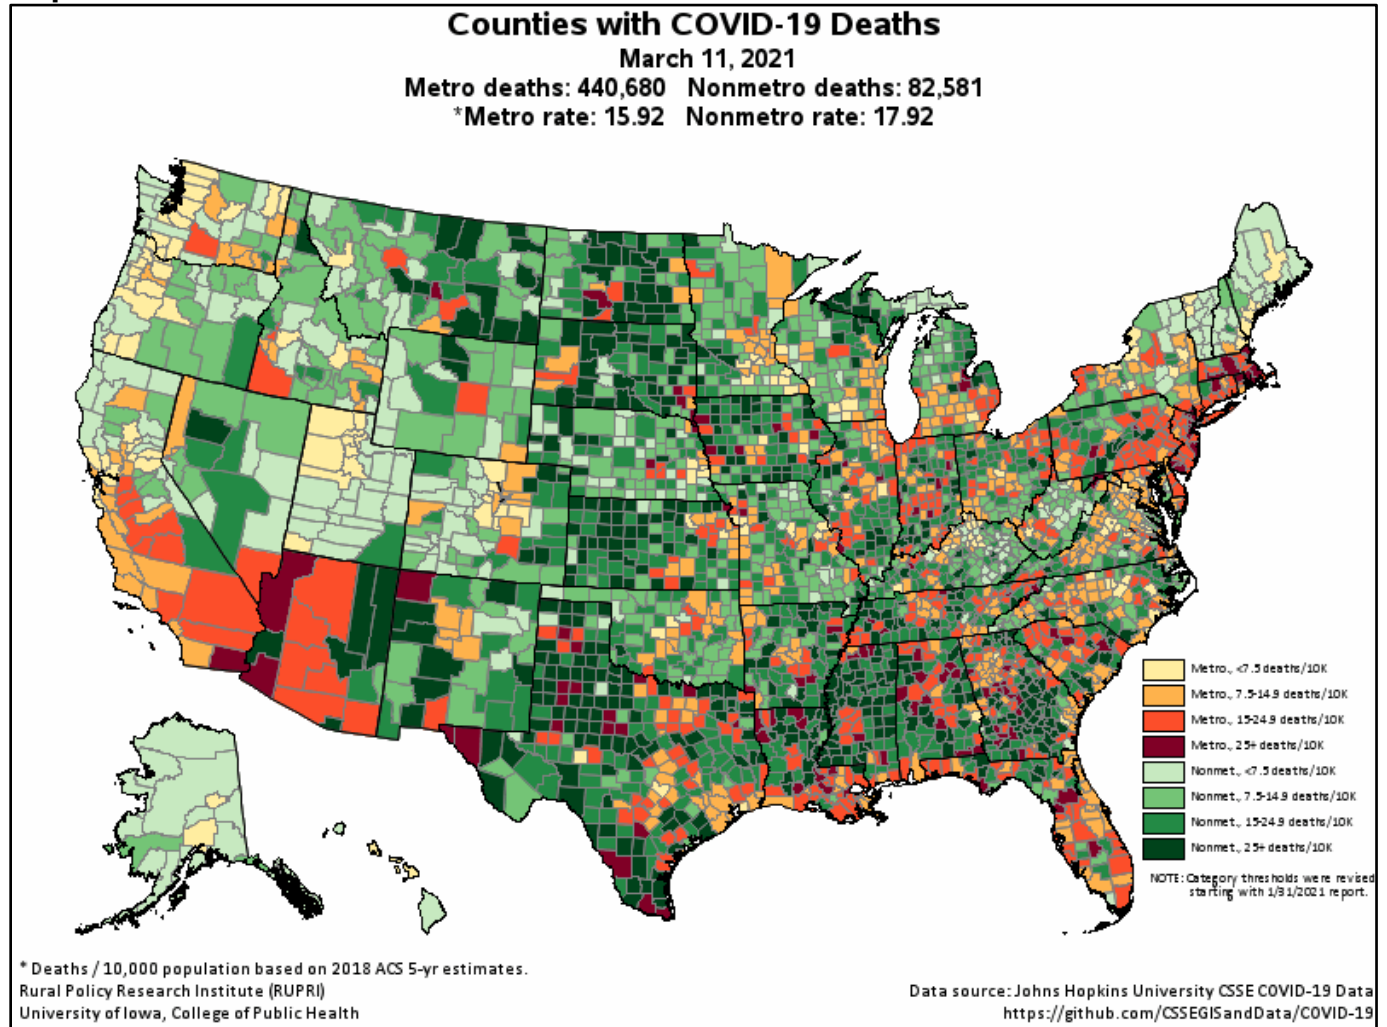 Counties with COVID-19 Deaths
March 11, 2021
Metro deaths: 440,680   Nonmetro deaths: 82,581
*Metro rate: 15.92   Nonmetro rate: 17.92
Metro., <7.5 deaths/10K
Metro., 7.5-14.9 deaths/10K
Metro., 15-24.9 deaths/10K
Metro., 25+ deaths/10K
Nonmet., <7.5 deaths/10K
Nonmet., 7.5-14.9 deaths/10K
Nonmet., 15-24.9 deaths/10K
Nonmet., 25+ deaths/10K
NOTE: Category thresholds were revised
starting with 1/31/2021 report.
* Deaths / 10,000 population based on 2018 ACS 5-yr estimates.
Rural Policy Research Institute (RUPRI)
University of Iowa, College of Public Health
Data source: Johns Hopkins University CSSE COVID-19 Data
https://github.com/CSSEGISandData/COVID-19